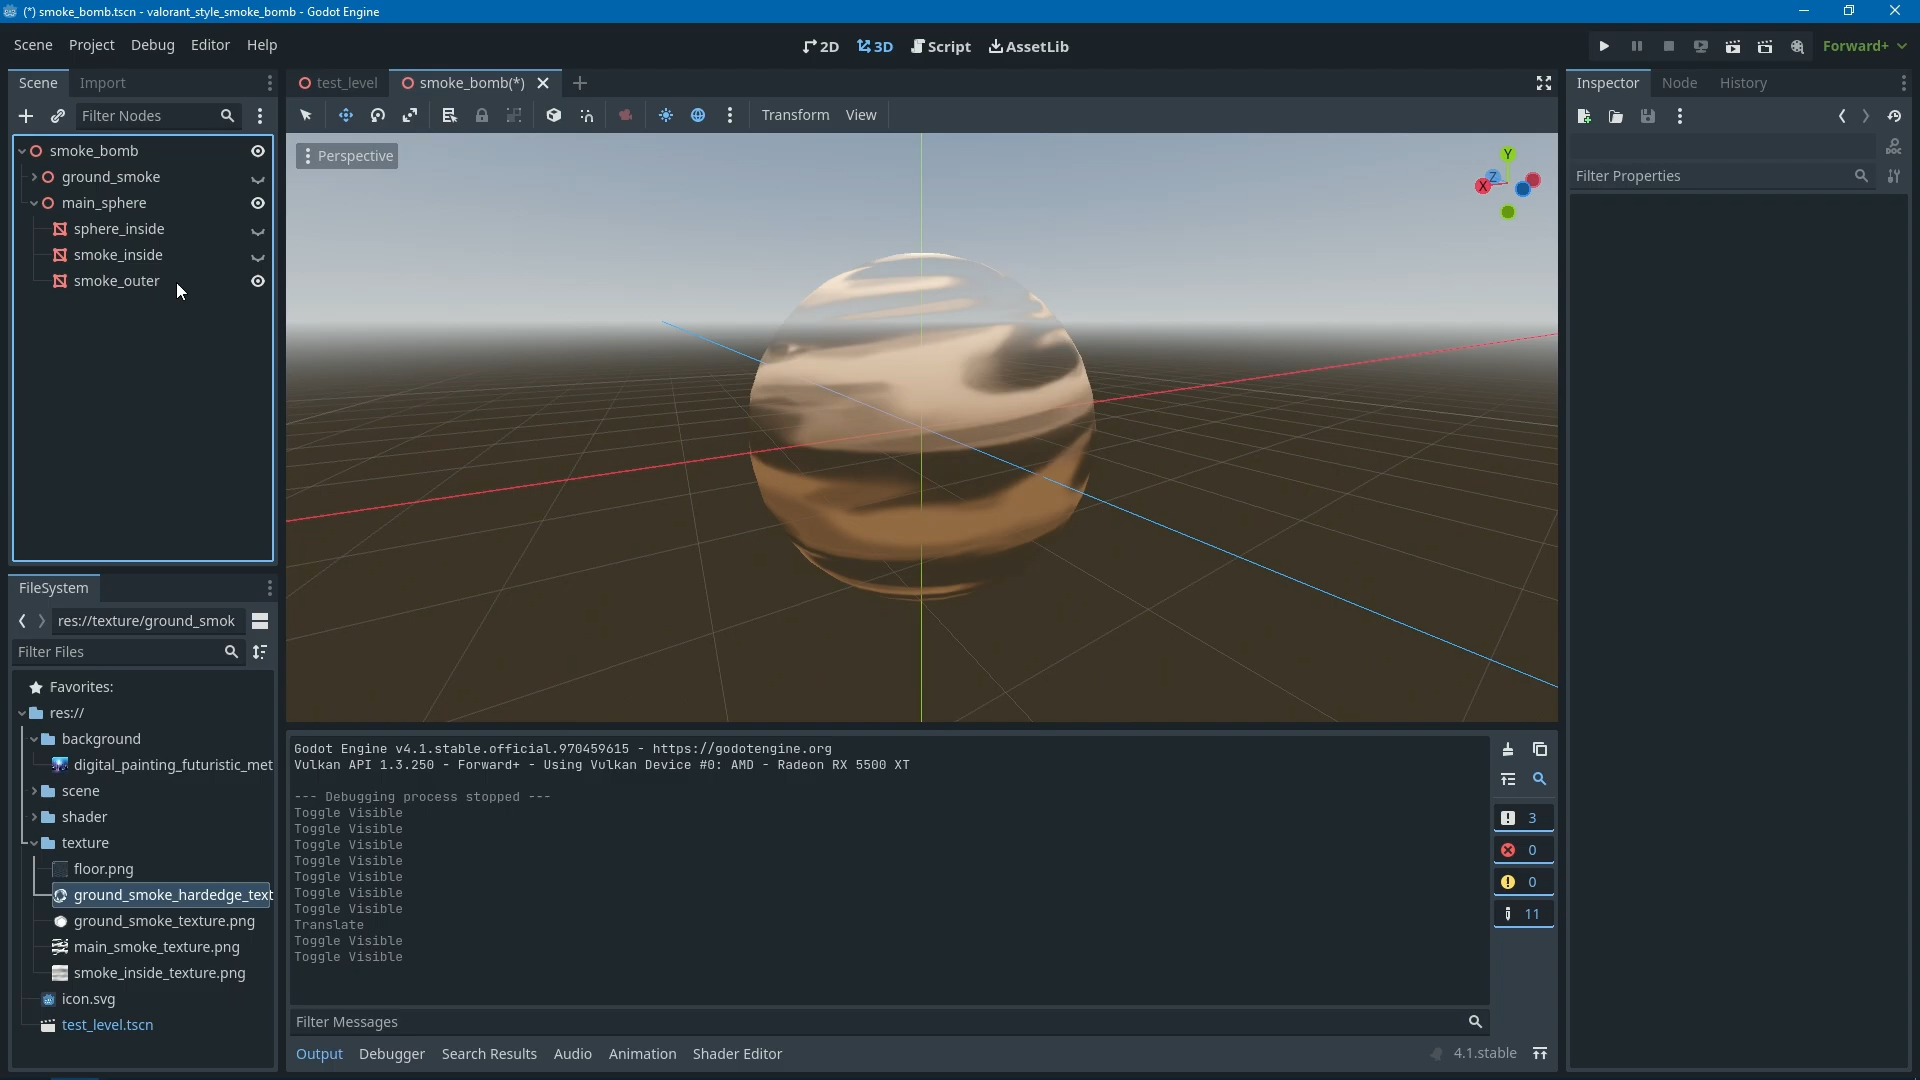 (*) smoke_bomb.tscn - valorant_style_smoke_bomb - Godot Engine
Scene Project Debug Editor Help
2D 3D Script AssetLib
Forward+
Scene Import
test_level smoke_bomb(*)
Inspector Node History
Filter Nodes
Transform View
Perspective
Y
Z
X
DOC
Filter Properties
smoke_bomb
ground_smoke
main_sphere
sphere_inside
smoke_inside
smoke_outer
FileSystem
res://texture/ground_smok
Filter Files
Favorites:
res://
background
digital_painting_futuristic_met
scene
shader
texture
floor.png
ground_smoke_hardedge_text
ground_smoke_texture.png
main_smoke_texture.png
smoke_inside_texture.png
icon.svg
test_level.tscn
Godot Engine v4.1.stable.official.970459615 - https://godotengine.org
Vulkan API 1.3.250 - Forward+ - Using Vulkan Device #0: AMD - Radeon RX 5500 XT
--- Debugging process stopped ---
Toggle Visible
Toggle Visible
Toggle Visible
Toggle Visible
Toggle Visible
Toggle Visible
Toggle Visible
Translate
Toggle Visible
Toggle Visible
3
0
0
11
Filter Messages
Output Debugger Search Results Audio Animation Shader Editor
4.1.stable